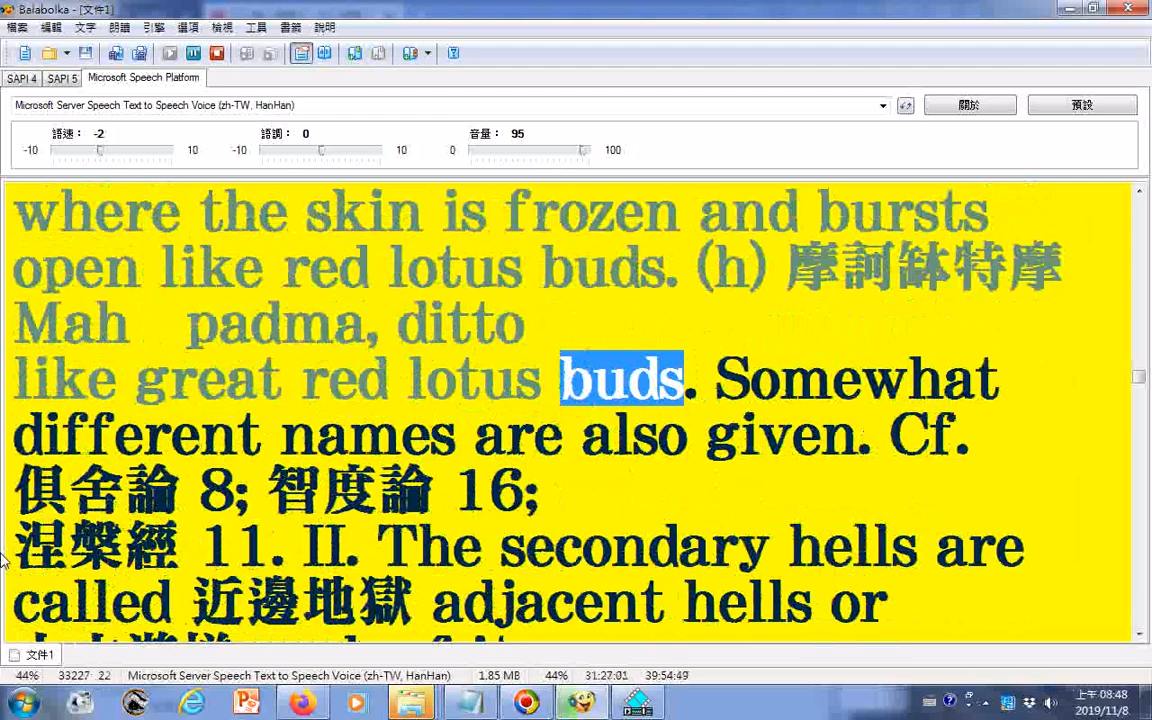 Balabolka - [文件1]
檔案 編輯 文字 朗讀 引擎 選項 檢視 工具 書籤 說明
SAPI 4 SAPI 5 Microsoft Speech Platform
Microsoft Server Speech Text to Speech Voice (zh-TW, HanHan) 關於 預設
語速： -2 語調： 0 音量： 95
-10 10 -10 10 0 100
where the skin is frozen and bursts
open like red lotus buds. (h) 摩訶缽特摩
Mah padma, ditto
like great red lotus buds. Somewhat
different names are also given. Cf.
俱舍論 8; 智度論 16;
涅槃經 11. II. The secondary hells are
called 近邊地獄 adjacent hells or
文件1
44% 33227: 22 Microsoft Server Speech Text to Speech Voice (zh-TW, HanHan) 1.85 MB 44% 31:27:01 39:54:49
上午 08:48
2019/11/8